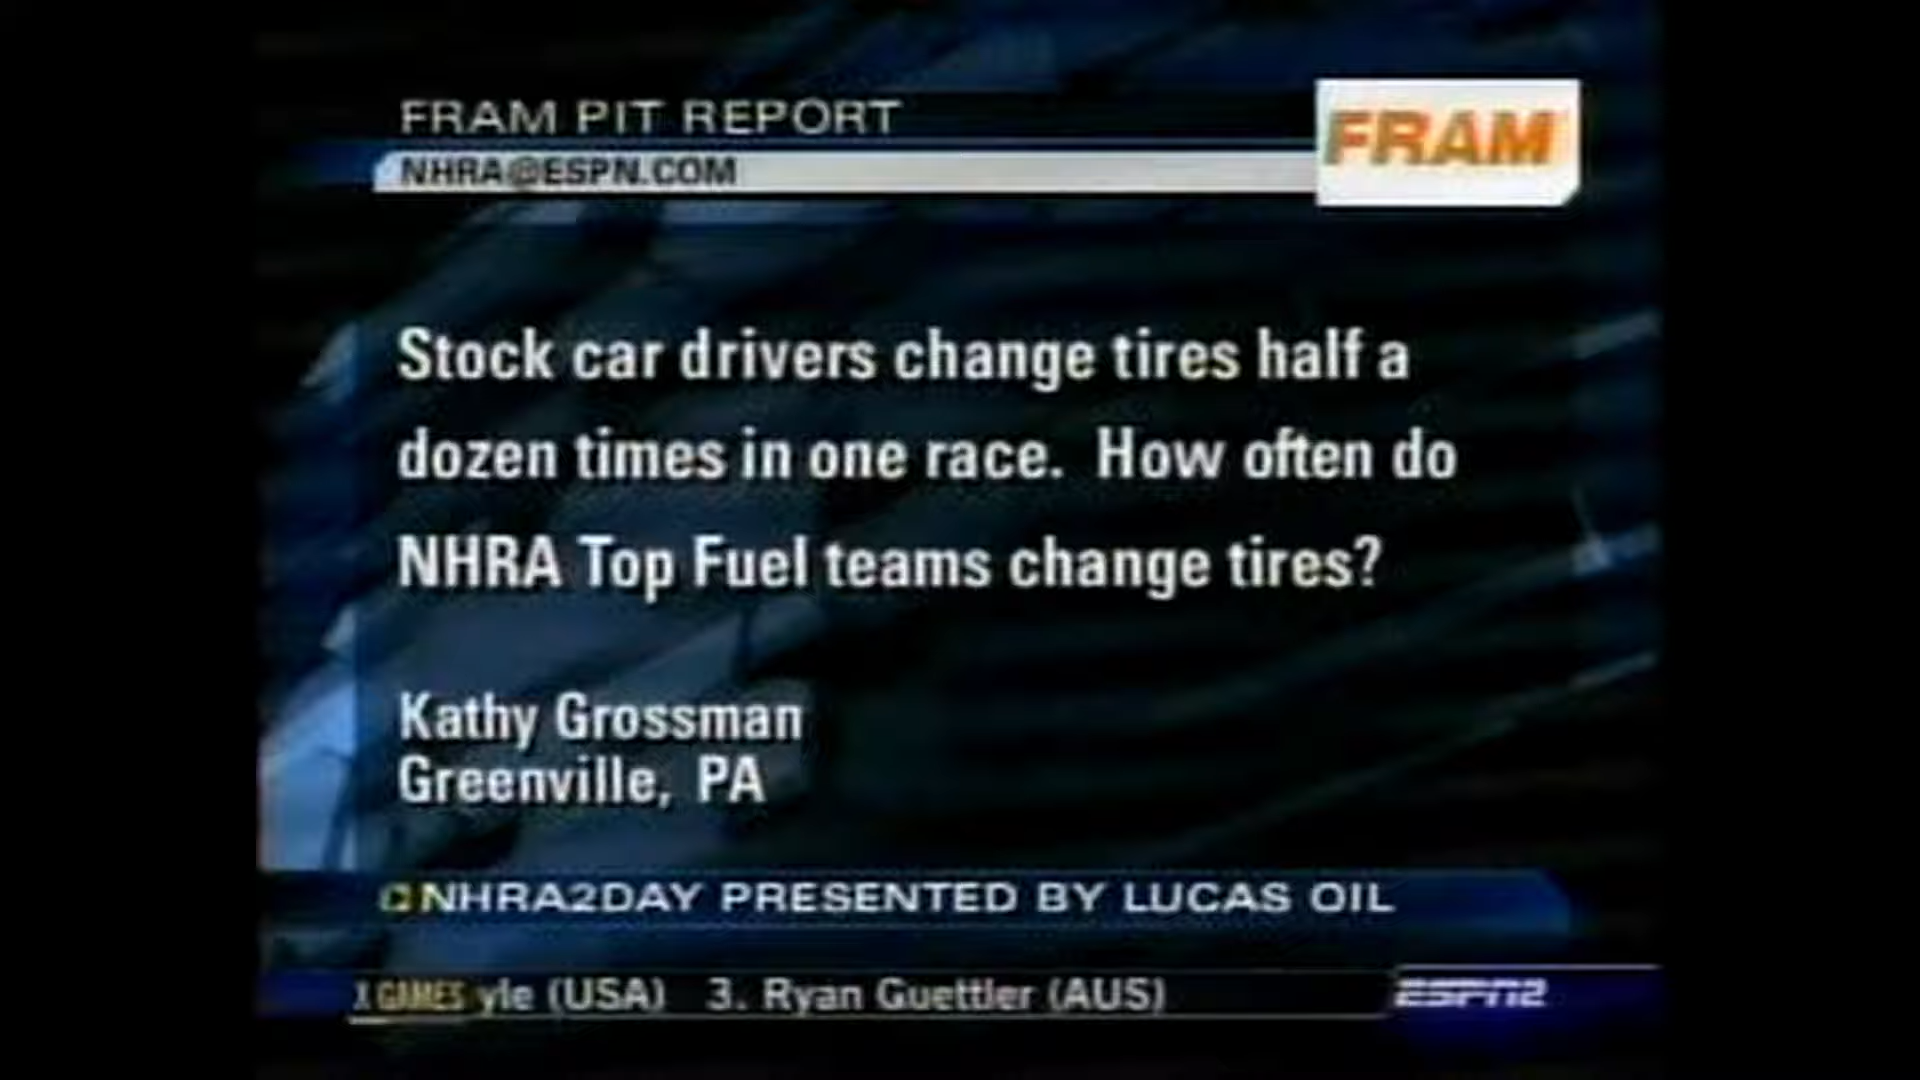 FRAM PIT REPORT
FRAM
NHRA@ESPN.COM
Stock car drivers change tires half a
dozen times in one race. How often do
NHRA Top Fuel teams change tires?
Kathy Grossman
Greenville, PA
NHRA2DAY PRESENTED BY LUCAS OIL
X GAMES yle (USA) 3. Ryan Guettler (AUS)
ESPN2